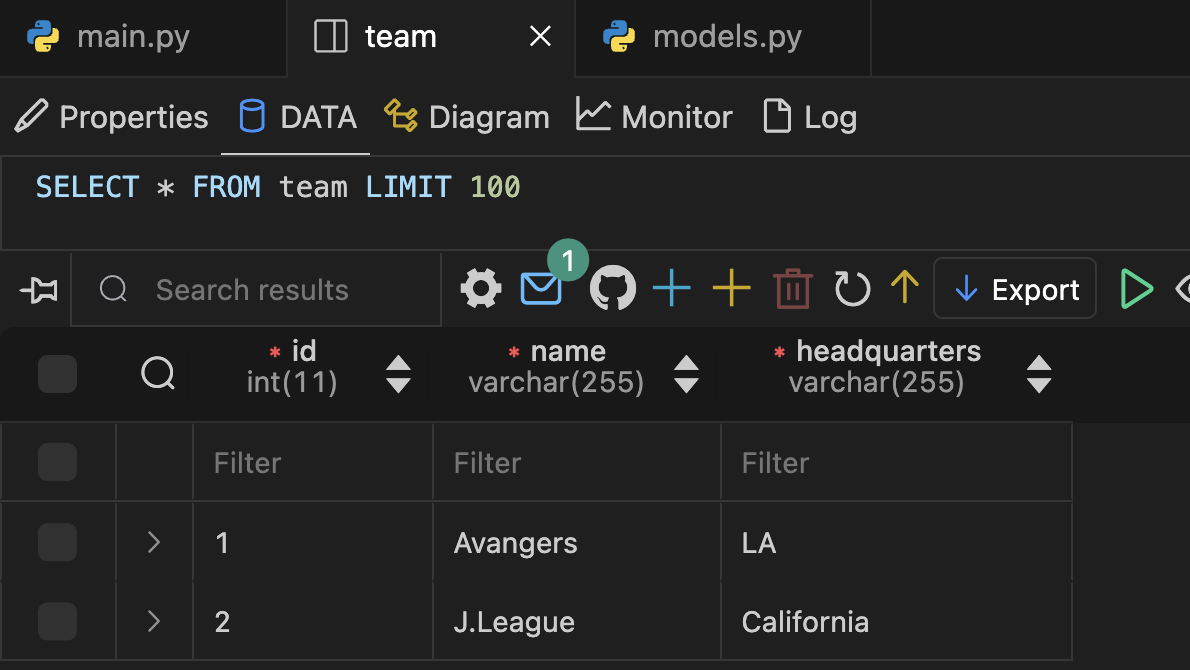 main.py team models.py
Properties DATA Diagram Monitor Log
SELECT * FROM team LIMIT 100
Search results 1 Export
* id * name * headquarters
int(11) varchar(255) varchar(255)
Filter Filter Filter
1 Avangers LA
2 J.League California